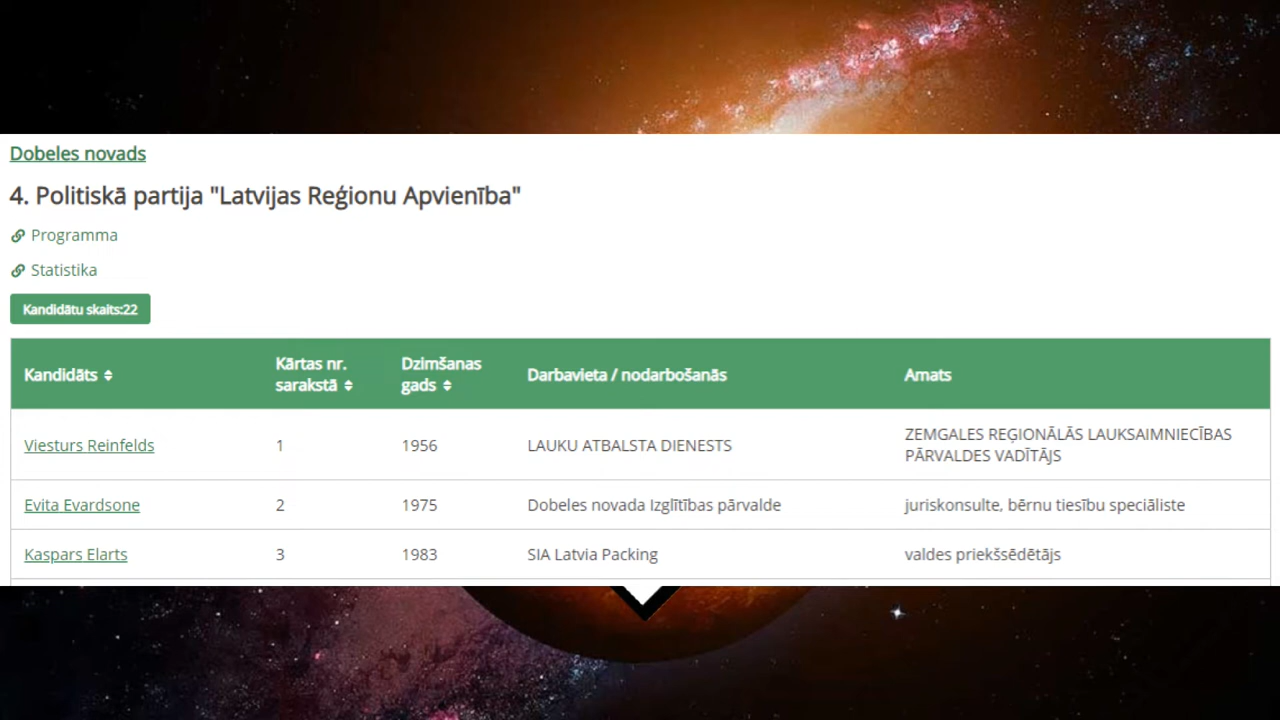 Dobeles novads
4. Politiskā partija "Latvijas Reģionu Apvienība"
Programma
Statistika
Kandidātu skaits:22
Kandidāts Kārtas nr. sarakstā Dzimšanas gads Darbavieta / nodarbošanās Amats
Viesturs Reinfelds 1 1956 LAUKU ATBALSTA DIENESTS ZEMGALES REĢIONĀLĀS LAUKSAIMNIECĪBAS PĀRVALDES VADĪTĀJS
Evita Evardsone 2 1975 Dobeles novada Izglītības pārvalde juriskonsulte, bērnu tiesību speciāliste
Kaspars Elarts 3 1983 SIA Latvia Packing valdes priekšsēdētājs